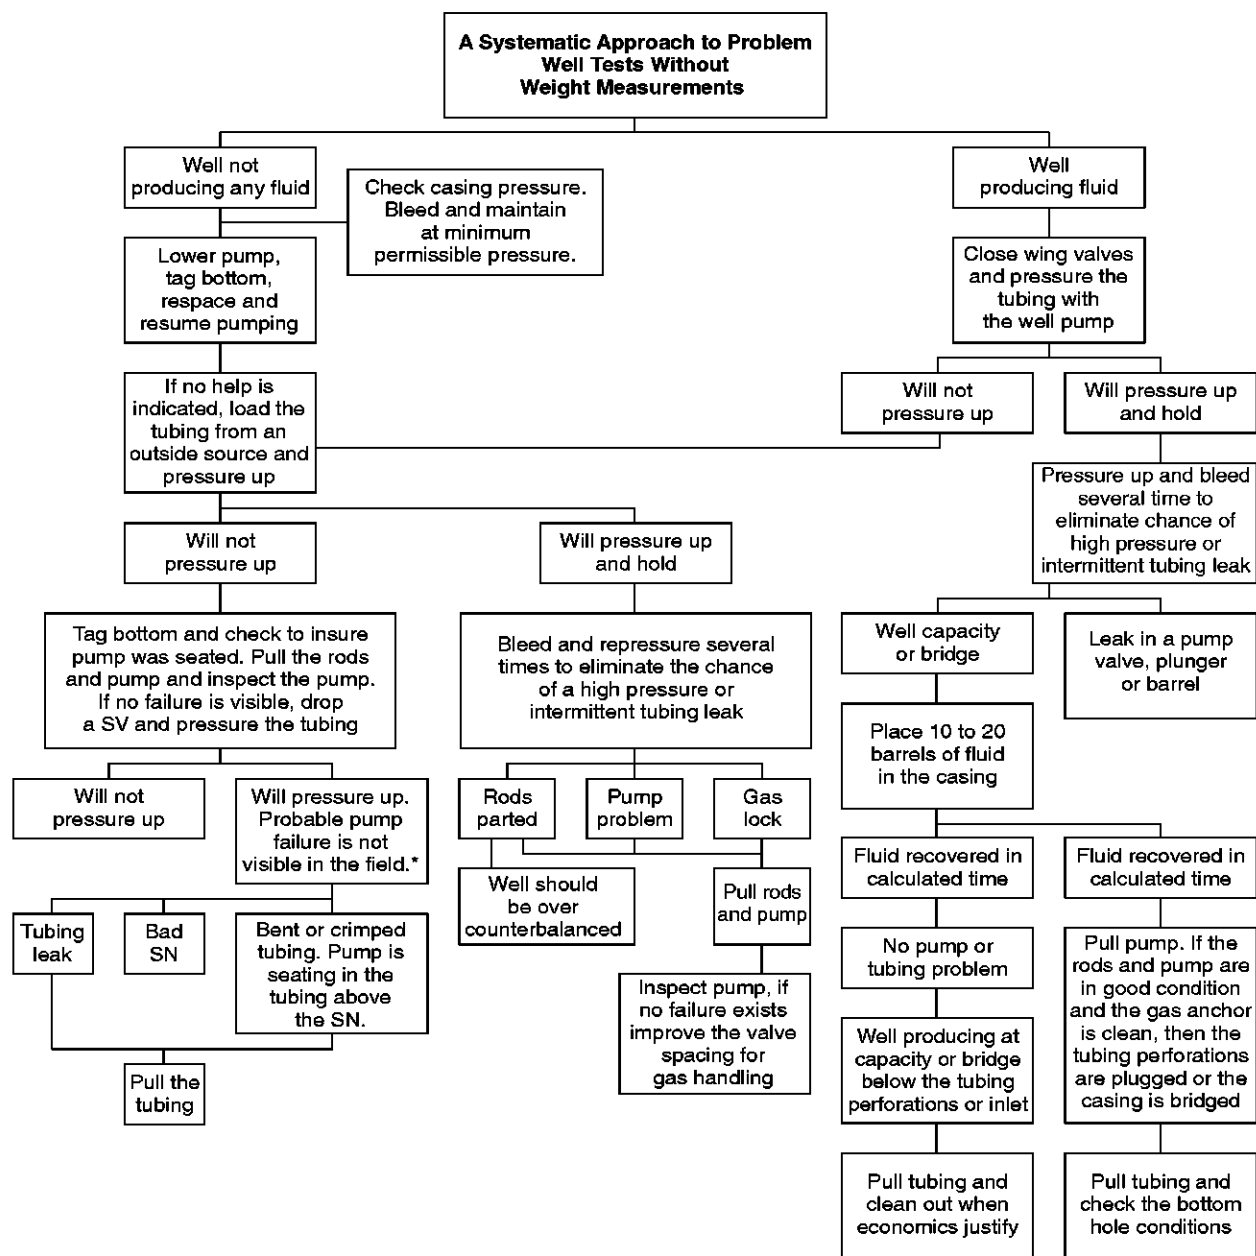 A Systematic Approach to Problem
Well Tests Without
Weight Measurements
Well not
producing any fluid
Check casing pressure.
Bleed and maintain
at minimum
permissible pressure.
Lower pump,
tag bottom,
respace and
resume pumping
If no help is
indicated, load the
tubing from an
outside source and
pressure up
Will not
pressure up
Will pressure up
and hold
Tag bottom and check to insure
pump was seated. Pull the rods
and pump and inspect the pump.
If no failure is visible, drop
a SV and pressure the tubing
Bleed and repressure several
times to eliminate the chance
of a high pressure or
intermittent tubing leak
Will not
pressure up
Will pressure up.
Probable pump
failure is not
visible in the field.*
Tubing
leak
Bad
SN
Bent or crimped
tubing. Pump is
seating in the
tubing above
the SN.
Pull the
tubing
Rods
parted
Pump
problem
Gas
lock
Well should
be over
counterbalanced
Pull rods
and pump
Inspect pump, if
no failure exists
improve the valve
spacing for
gas handling
Well
producing fluid
Close wing valves
and pressure the
tubing with
the well pump
Will not
pressure up
Will pressure up
and hold
Pressure up and bleed
several time to
eliminate chance of
high pressure or
intermittent tubing leak
Well capacity
or bridge
Leak in a pump
valve, plunger
or barrel
Place 10 to 20
barrels of fluid
in the casing
Fluid recovered in
calculated time
Fluid recovered in
calculated time
No pump or
tubing problem
Pull pump. If the
rods and pump are
in good condition
and the gas anchor
is clean, then the
tubing perforations
are plugged or the
casing is bridged
Well producing at
capacity or bridge
below the tubing
perforations or inlet
Pull tubing and
clean out when
economics justify
Pull tubing and
check the bottom
hole conditions